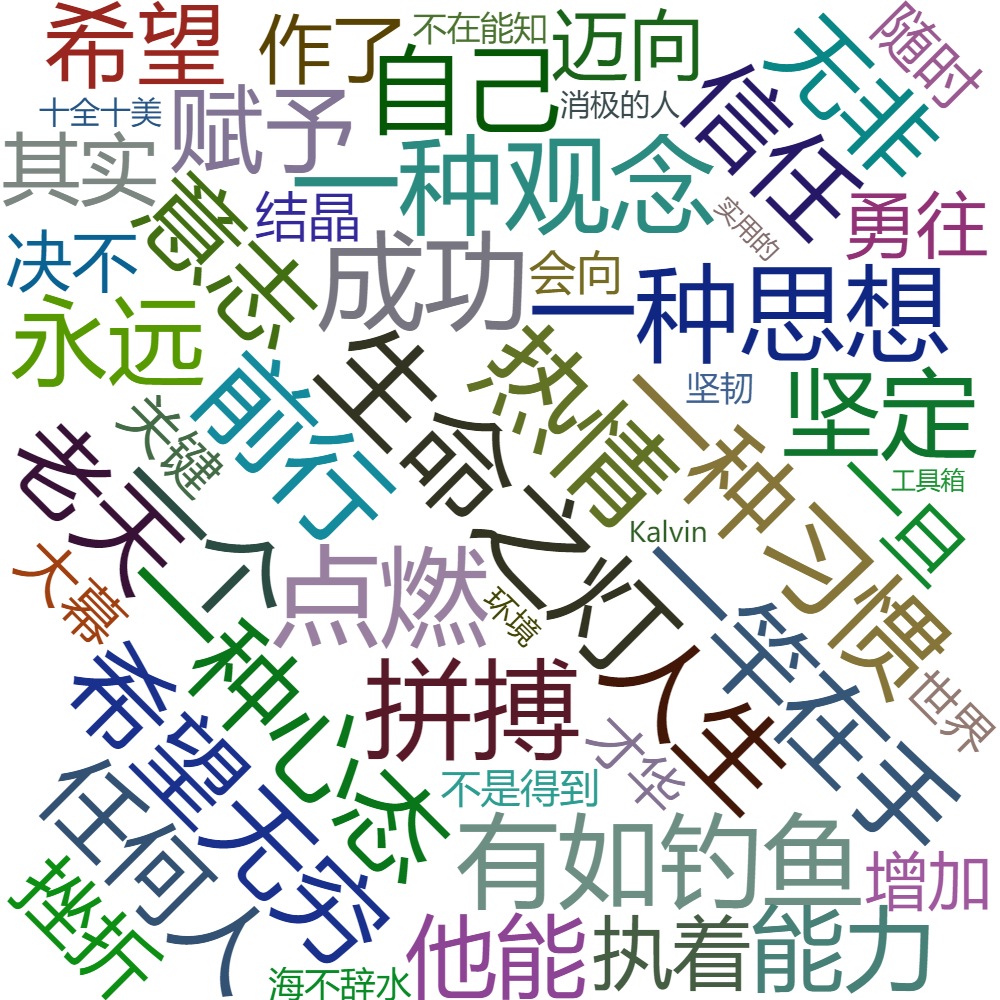 希望
作了
不在能知
迈向
随时
自己
无非
十全十美
赋予
消极的人
信任
其实
一种观念
结晶
意志
实用的
勇往
决不
成功
会向
一种思想
永远
生命之灯
热情
坚韧
坚定
前行
关键
一种习惯
一旦
工具箱
老天
一个
Kalvin
点燃
大幕
环境
一竿在手
一种心态
希望无穷
拼搏
人生
世界
才华
任何人
不是得到
有如钓鱼
增加
挫折
他能
执着
能力
海不辞水